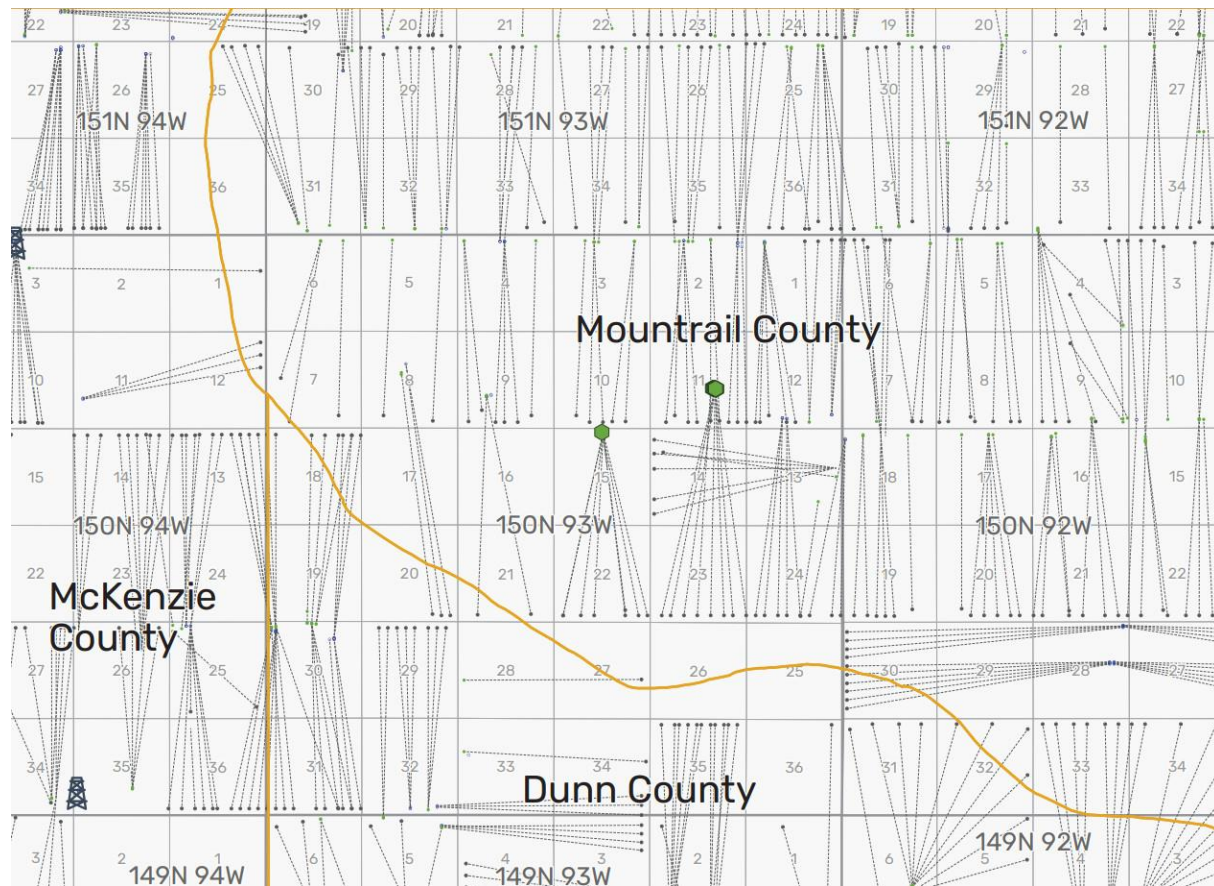 22 23 24 19 20 21 22 23 24 19 20 21 22
27 26 25 30 29 28 27 26 25 30 29 28 27
151N 94W 151N 93W 151N 92W
34 35 36 31 32 33 34 35 36 31 32 33 34
3 2 1 6 5 4 3 2 1 6 5 4 3
Mountrail County
10 11 12 7 8 9 10 11 12 7 8 9 10
15 14 13 18 17 16 15 14 13 18 17 16 15
150N 94W 150N 93W 150N 92W
22 23 24 19 20 21 22 23 24 19 20 21 22
McKenzie
County
27 26 25 30 29 28 27 26 25 30 29 28 27
34 35 36 31 32 33 34 35 36 31 32 33 34
Dunn County
149N 92W
3 2 1 6 5 4 3 2 1 6 5 4 3
149N 94W 149N 93W